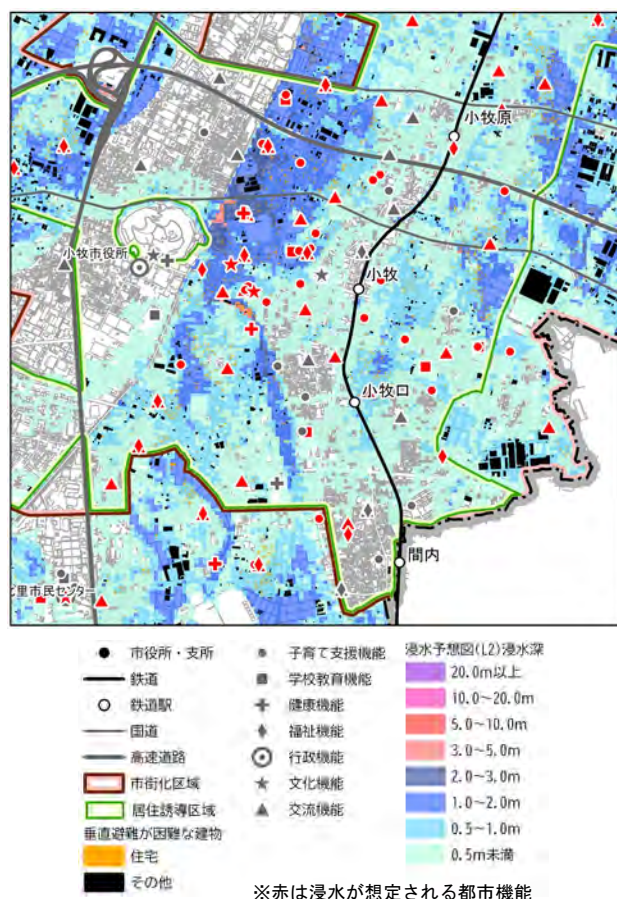 小牧原
小牧市役所
小牧
小牧口
間内
北里市民センター
市役所・支所
鉄道
鉄道駅
国道
高速道路
市街化区域
居住誘導区域
垂直避難が困難な建物
住宅
その他
子育て支援機能
学校教育機能
健康機能
福祉機能
行政機能
文化機能
交流機能
浸水予想図(L2)浸水深
20.0m以上
10.0~20.0m
5.0~10.0m
3.0~5.0m
2.0~3.0m
1.0~2.0m
0.5~1.0m
0.5m未満
※赤は浸水が想定される都市機能